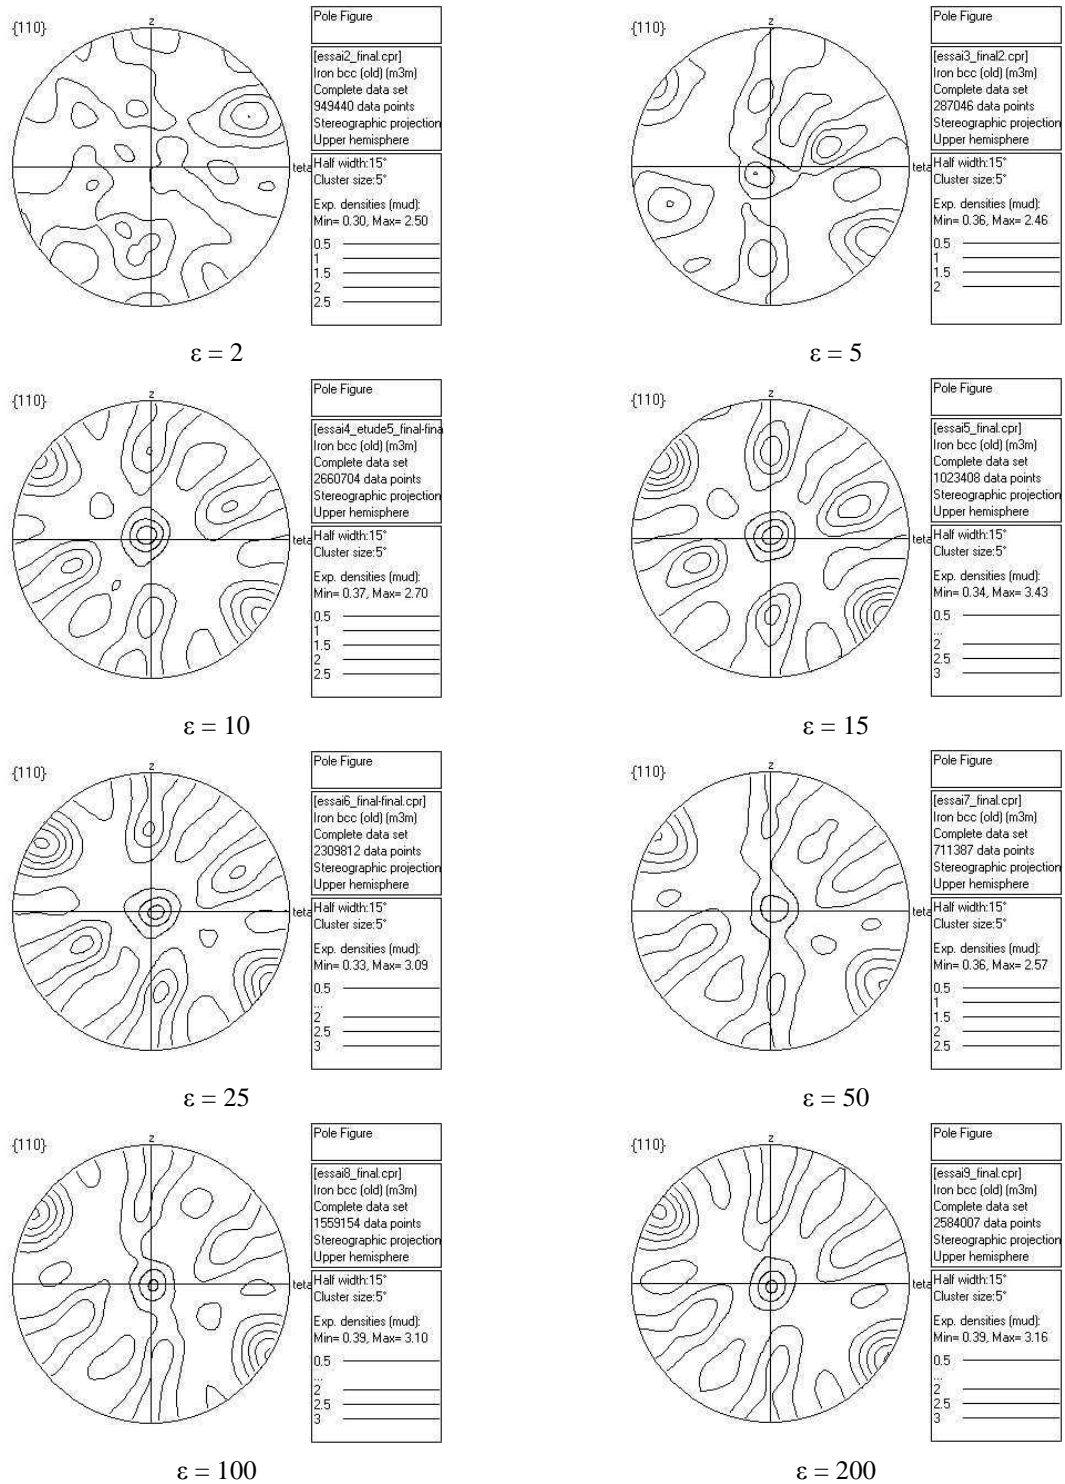 {110}
z
teta
Pole Figure
[essai2_final.cpr]
Iron bcc (old) (m3m)
Complete data set
949440 data points
Stereographic projection
Upper hemisphere
Half width:15°
Cluster size:5°
Exp. densities (mud):
Min= 0.30, Max= 2.50
0.5
1
1.5
2
2.5
ε = 2
{110}
z
teta
Pole Figure
[essai3_final2.cpr]
Iron bcc (old) (m3m)
Complete data set
287046 data points
Stereographic projection
Upper hemisphere
Half width:15°
Cluster size:5°
Exp. densities (mud):
Min= 0.36, Max= 2.46
0.5
1
1.5
2
ε = 5
{110}
z
teta
Pole Figure
[essai4_etude5_final-fina
Iron bcc (old) (m3m)
Complete data set
2660704 data points
Stereographic projection
Upper hemisphere
Half width:15°
Cluster size:5°
Exp. densities (mud):
Min= 0.37, Max= 2.70
0.5
1
1.5
2
2.5
ε = 10
{110}
z
teta
Pole Figure
[essai5_final.cpr]
Iron bcc (old) (m3m)
Complete data set
1023408 data points
Stereographic projection
Upper hemisphere
Half width:15°
Cluster size:5°
Exp. densities (mud):
Min= 0.34, Max= 3.43
0.5
...
2
2.5
3
ε = 15
{110}
z
teta
Pole Figure
[essai6_final-final.cpr]
Iron bcc (old) (m3m)
Complete data set
2309812 data points
Stereographic projection
Upper hemisphere
Half width:15°
Cluster size:5°
Exp. densities (mud):
Min= 0.33, Max= 3.09
0.5
...
2
2.5
3
ε = 25
{110}
z
teta
Pole Figure
[essai7_final.cpr]
Iron bcc (old) (m3m)
Complete data set
711387 data points
Stereographic projection
Upper hemisphere
Half width:15°
Cluster size:5°
Exp. densities (mud):
Min= 0.36, Max= 2.57
0.5
1
1.5
2
2.5
ε = 50
{110}
z
teta
Pole Figure
[essai8_final.cpr]
Iron bcc (old) (m3m)
Complete data set
1559154 data points
Stereographic projection
Upper hemisphere
Half width:15°
Cluster size:5°
Exp. densities (mud):
Min= 0.39, Max= 3.10
0.5
...
2
2.5
3
ε = 100
{110}
z
teta
Pole Figure
[essai9_final.cpr]
Iron bcc (old) (m3m)
Complete data set
2584007 data points
Stereographic projection
Upper hemisphere
Half width:15°
Cluster size:5°
Exp. densities (mud):
Min= 0.39, Max= 3.16
0.5
...
2
2.5
3
ε = 200